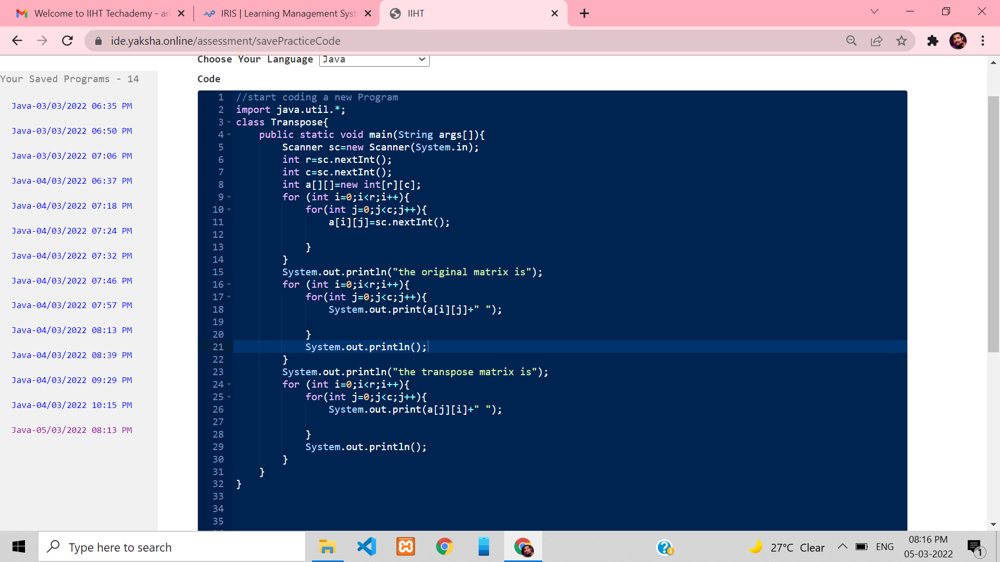 Welcome to IIHT Techademy - an
IRIS | Learning Management Syst
IIHT
ide.yaksha.online/assessment/savePracticeCode
Choose Your Language Java
Your Saved Programs - 14
Java-03/03/2022 06:35 PM
Java-03/03/2022 06:50 PM
Java-03/03/2022 07:06 PM
Java-04/03/2022 06:37 PM
Java-04/03/2022 07:18 PM
Java-04/03/2022 07:24 PM
Java-04/03/2022 07:32 PM
Java-04/03/2022 07:46 PM
Java-04/03/2022 07:57 PM
Java-04/03/2022 08:13 PM
Java-04/03/2022 08:39 PM
Java-04/03/2022 09:29 PM
Java-04/03/2022 10:15 PM
Java-05/03/2022 08:13 PM
Code
1 //start coding a new Program
2 import java.util.*;
3 class Transpose{
4 public static void main(String args[]){
5 Scanner sc=new Scanner(System.in);
6 int r=sc.nextInt();
7 int c=sc.nextInt();
8 int a[][]=new int[r][c];
9 for (int i=0;i<r;i++){
10 for(int j=0;j<c;j++){
11 a[i][j]=sc.nextInt();
12
13 }
14 }
15 System.out.println("the original matrix is");
16 for (int i=0;i<r;i++){
17 for(int j=0;j<c;j++){
18 System.out.print(a[i][j]+" ");
19
20 }
21 System.out.println();
22 }
23 System.out.println("the transpose matrix is");
24 for (int i=0;i<r;i++){
25 for(int j=0;j<c;j++){
26 System.out.print(a[j][i]+" ");
27
28 }
29 System.out.println();
30 }
31 }
32 }
33
34
35
Type here to search
27°C Clear
ENG
08:16 PM
05-03-2022
1